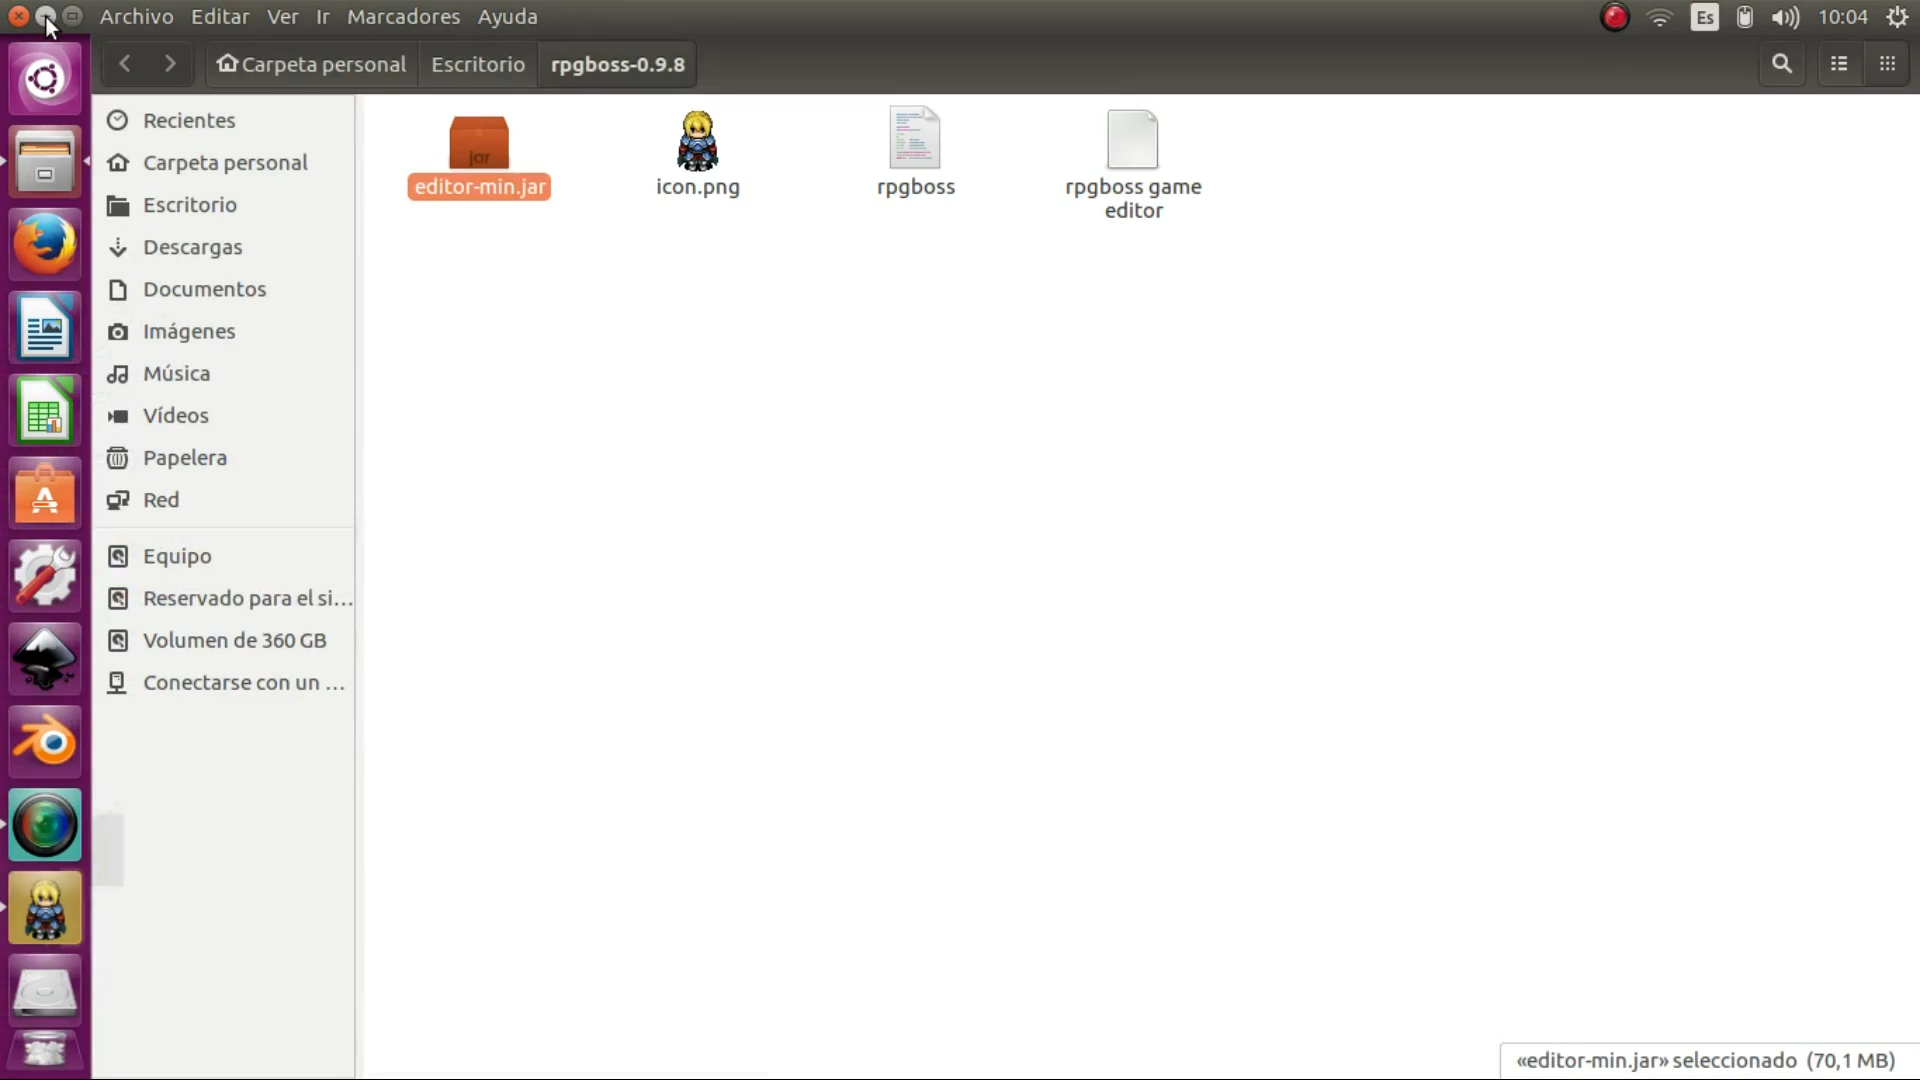 Archivo Editar Ver Ir Marcadores Ayuda
Es
10:04
Carpeta personal Escritorio rpgboss-0.9.8
Recientes
Carpeta personal
Escritorio
Descargas
Documentos
Imágenes
Música
Vídeos
Papelera
Red
Equipo
Reservado para el si...
Volumen de 360 GB
Conectarse con un ...
jar
editor-min.jar
icon.png
rpgboss
rpgboss game
editor
«editor-min.jar» seleccionado (70,1 MB)